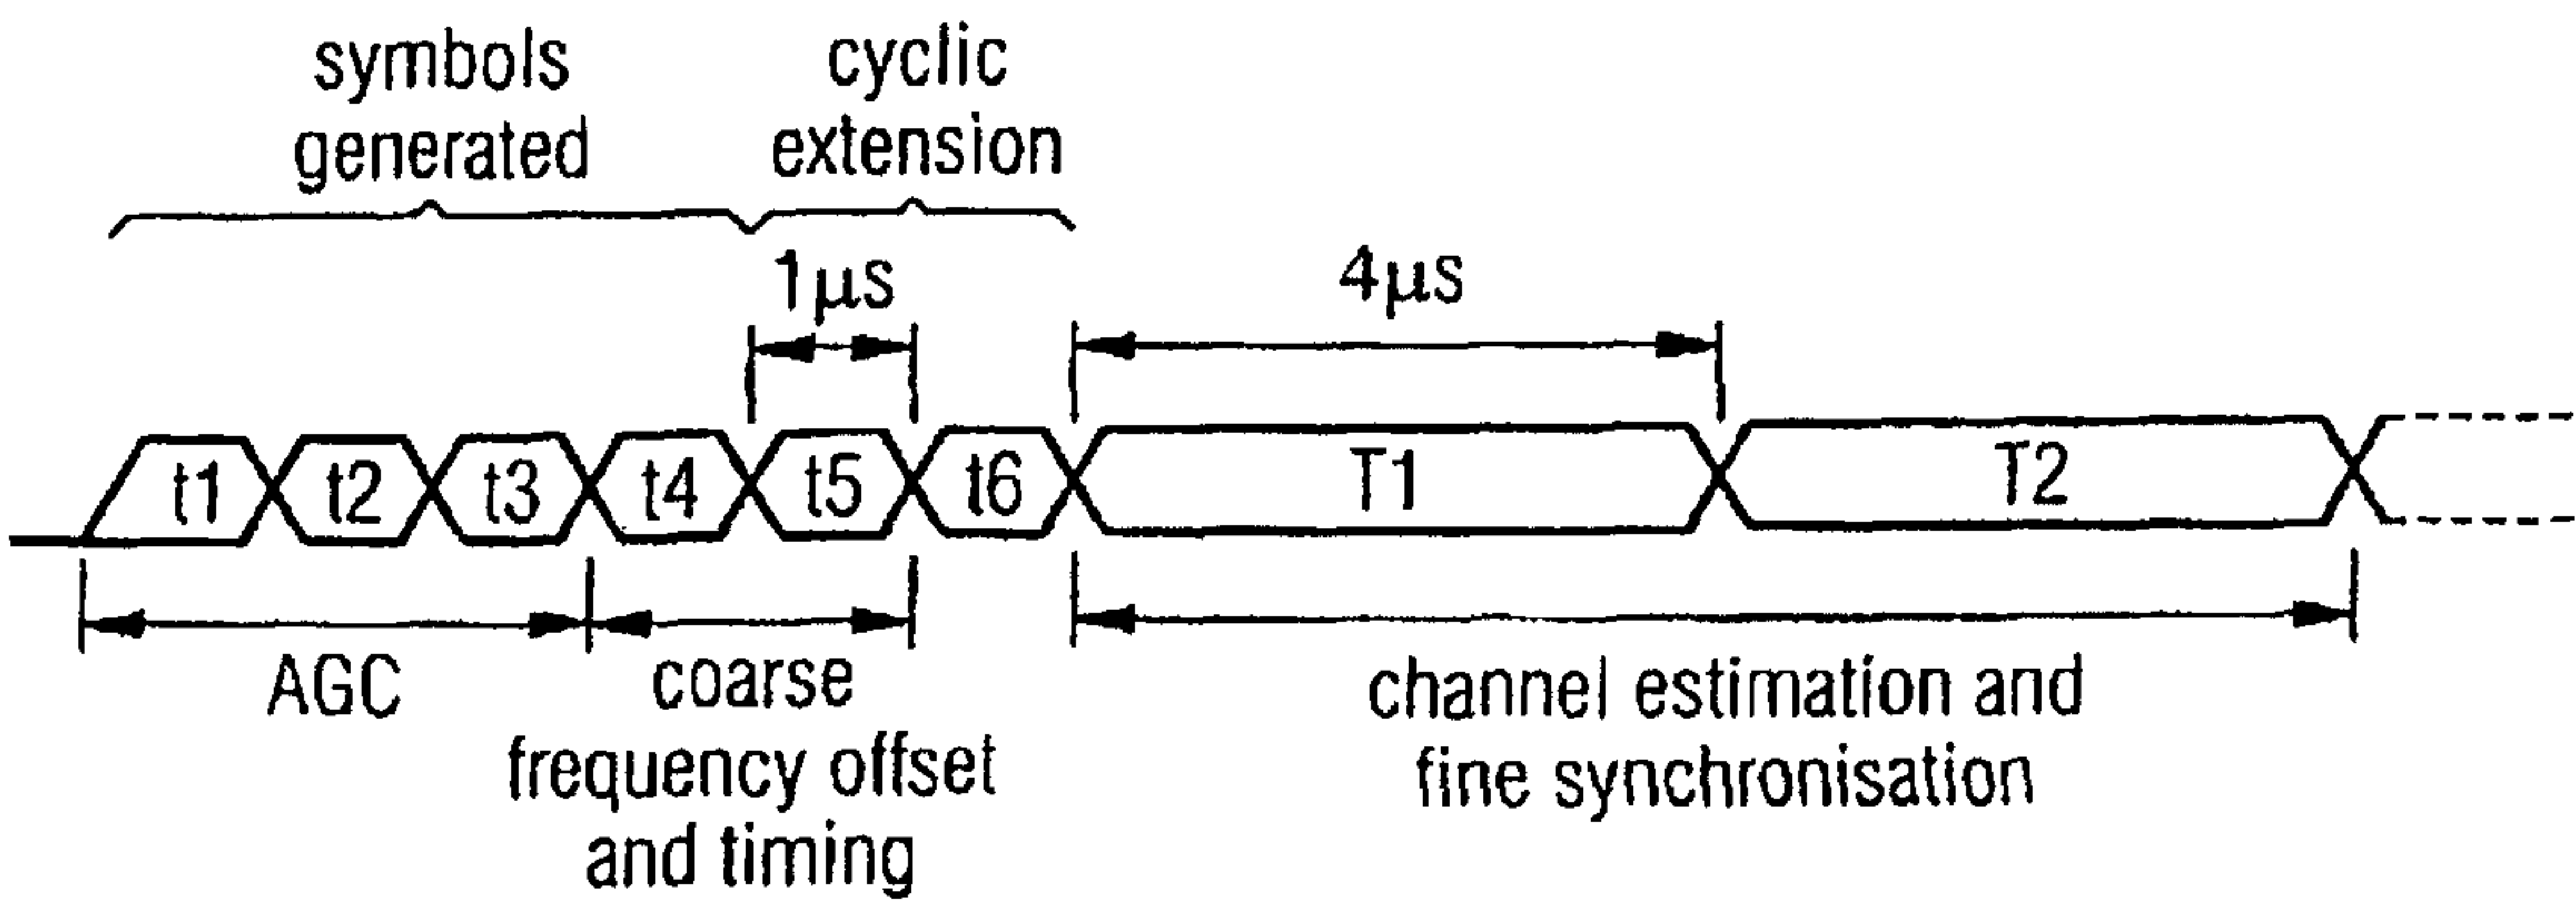 symbols
generated
cyclic
extension
1µs
4µs
t1 t2 t3 t4 t5 t6 T1 T2
AGC
coarse
frequency offset
and timing
channel estimation and
fine synchronisation